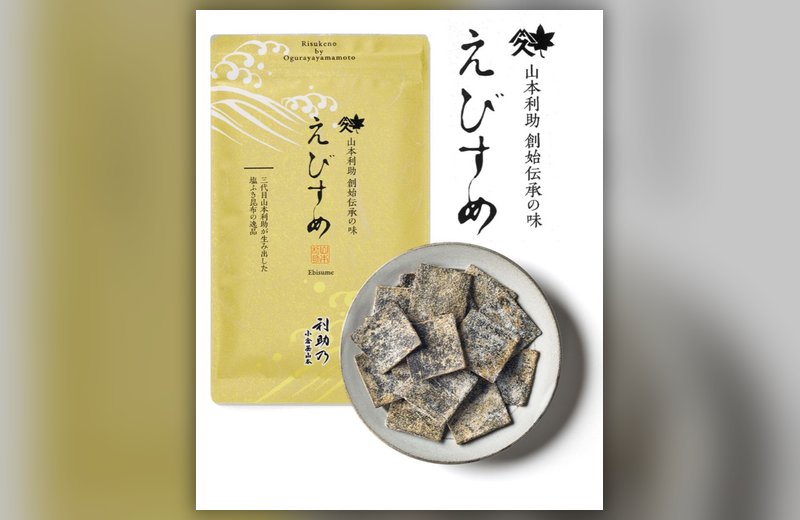 Risukeno
by
Ogurayayamamoto
山本利助 創始伝承の味
えびすめ
三代目山本利助が生み出した
塩ふき昆布の逸品
Ebisume
利助乃
小倉屋山本
山本利助 創始伝承の味
えびすめ